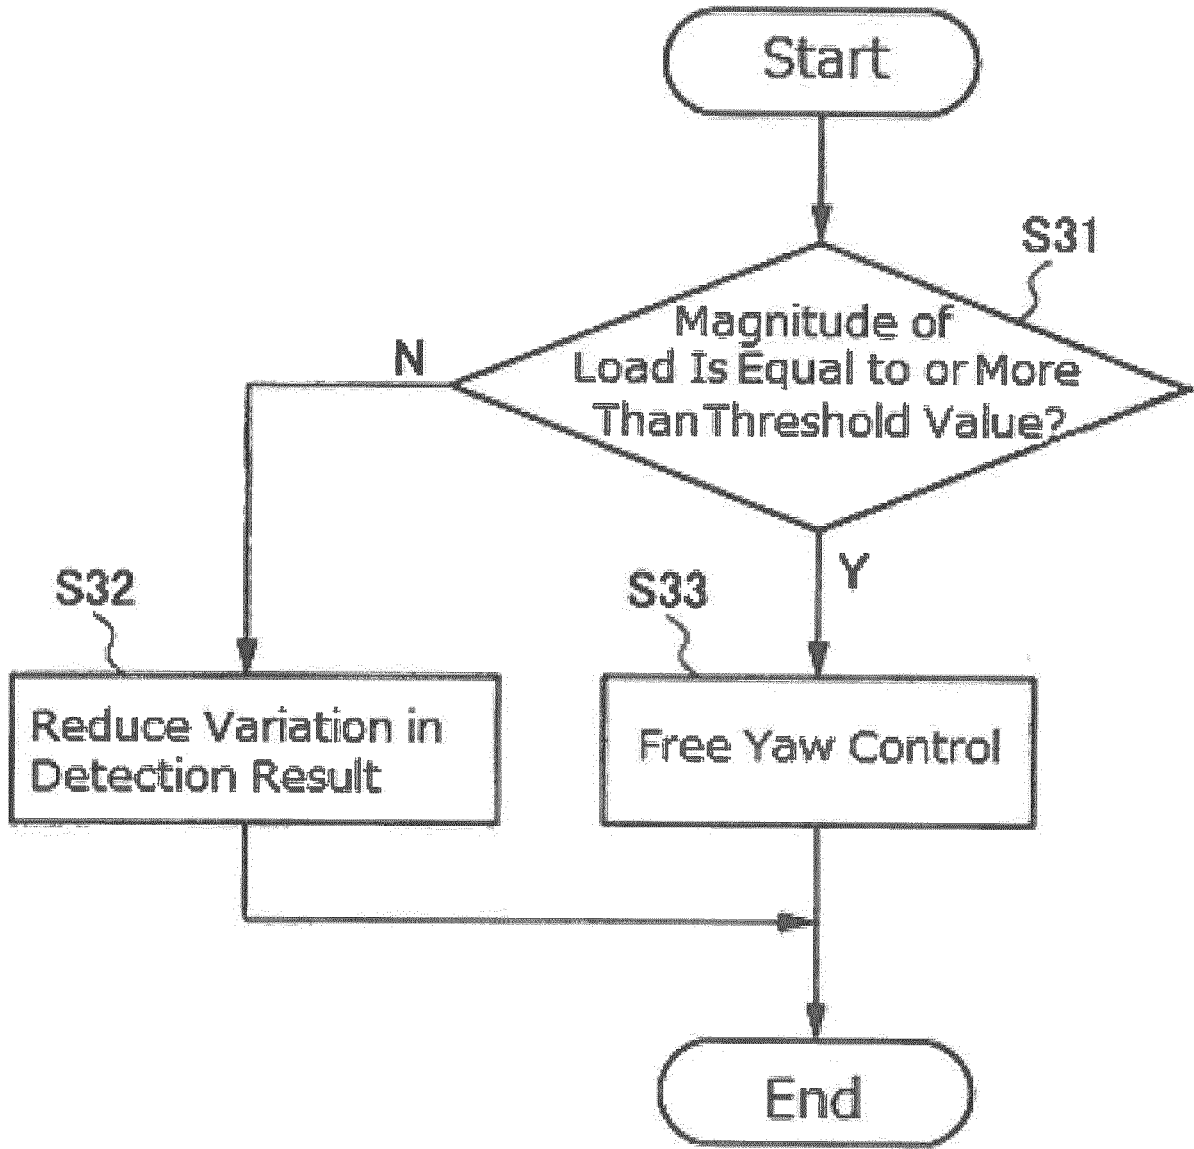 Start
S31
Magnitude of
Load Is Equal to or More
Than Threshold Value?
N
Y
S32
Reduce Variation in
Detection Result
S33
Free Yaw Control
End